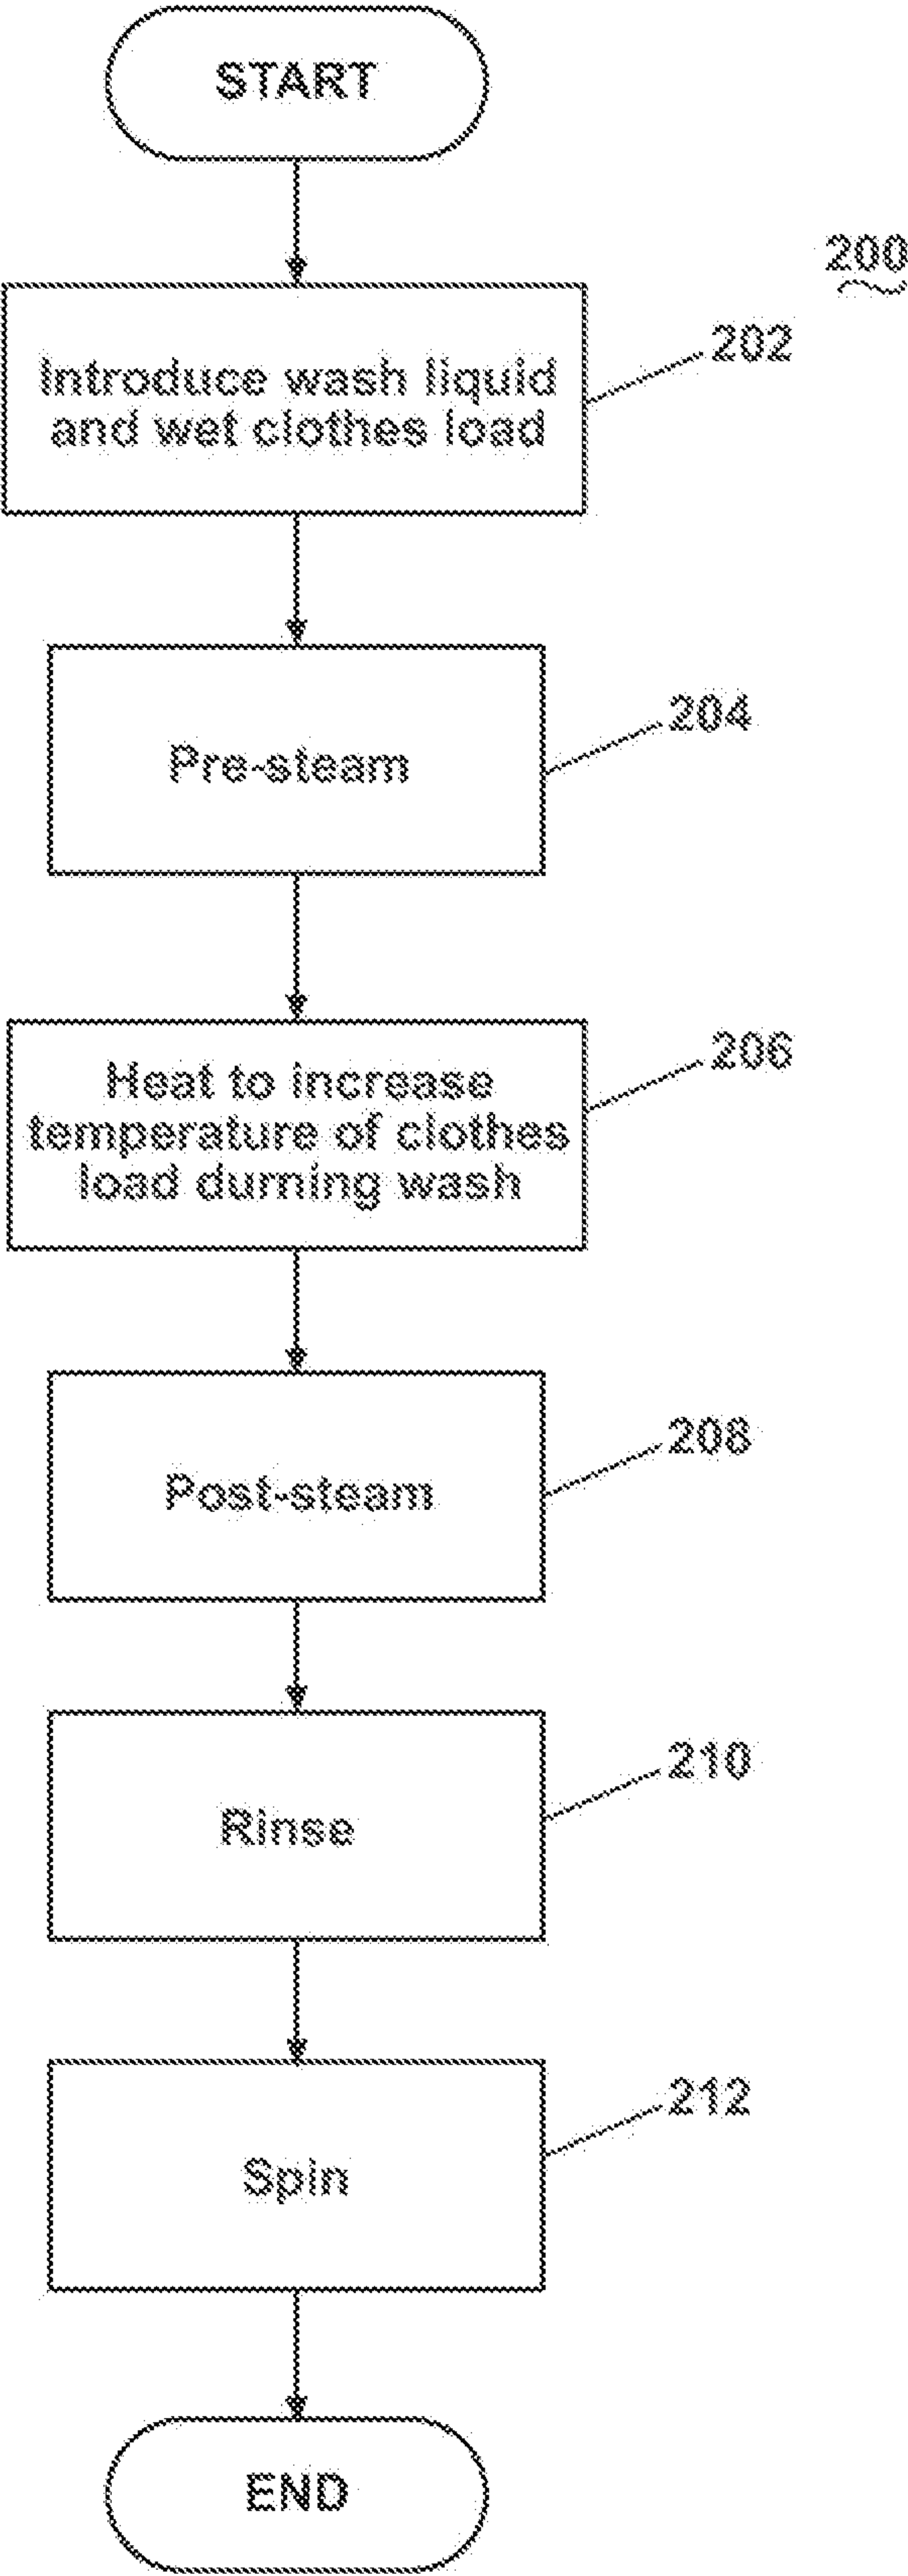 START
200
Introduce wash liquid
and wet clothes load
202
Pre-steam
204
Heat to increase
temperature of clothes
load durning wash
206
Post-steam
208
Rinse
210
Spin
212
END